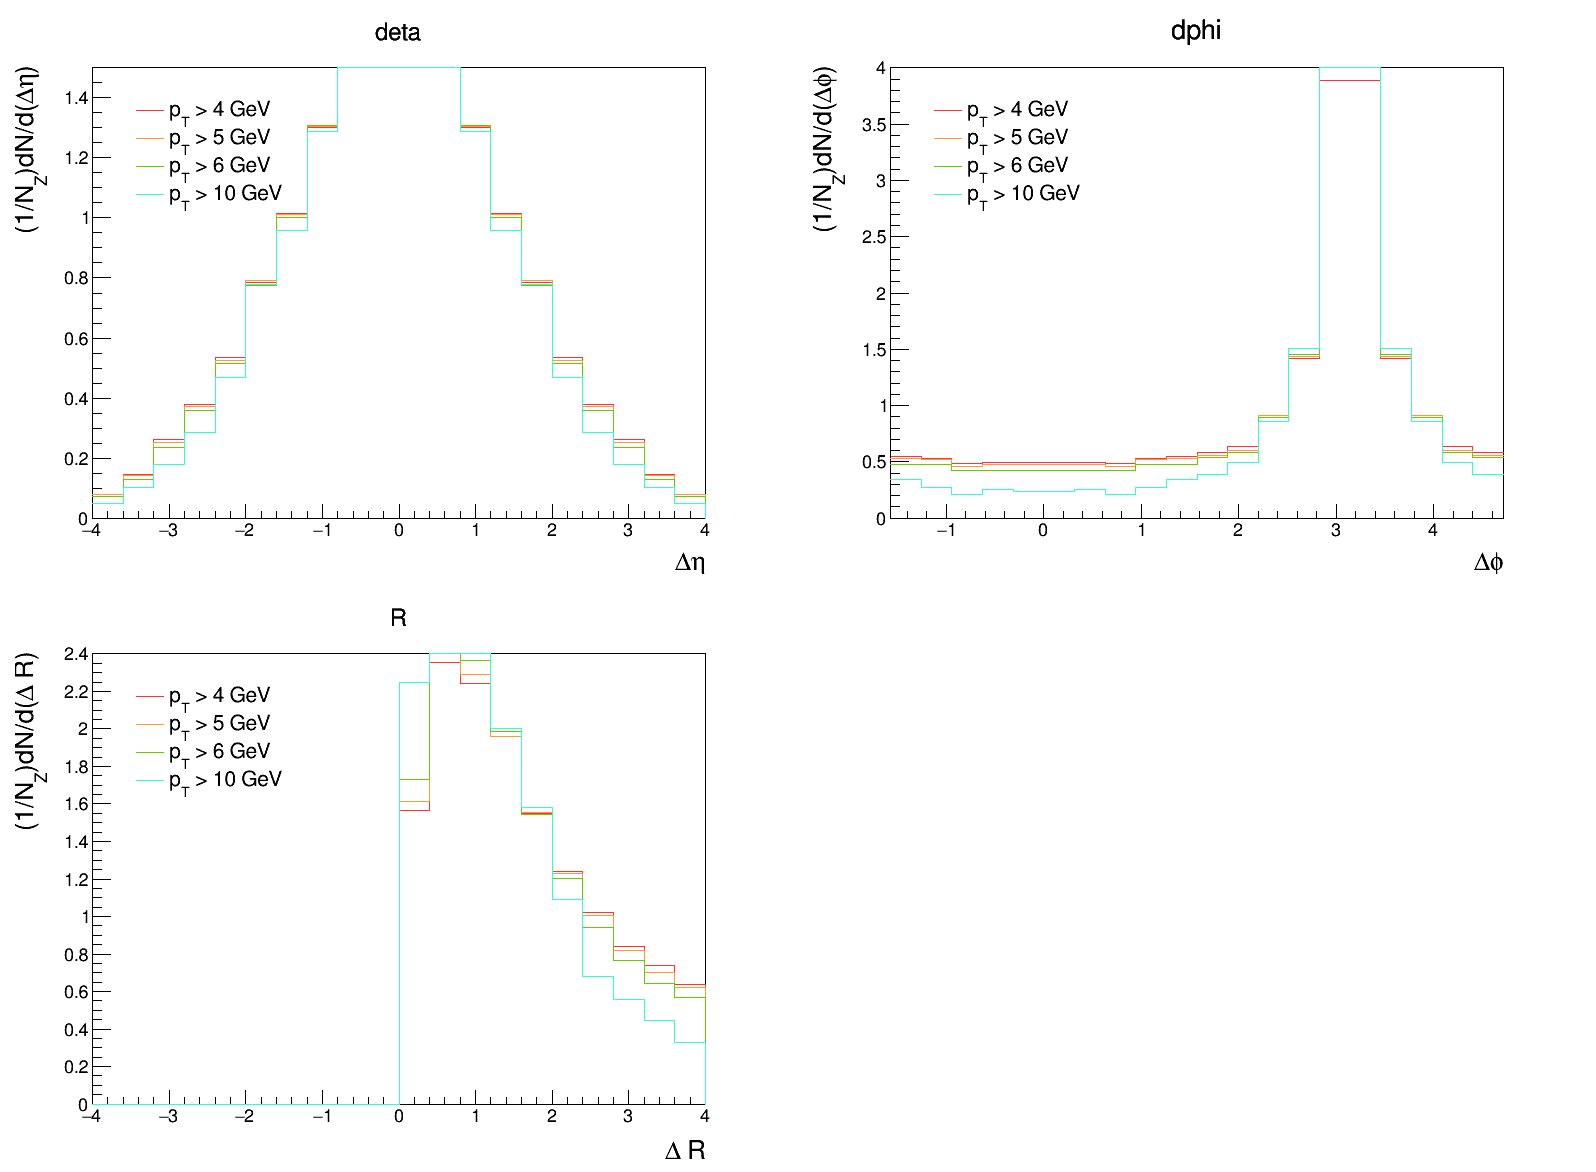 deta
(1/N_Z)dN/d(Δη)
p_T > 4 GeV
p_T > 5 GeV
p_T > 6 GeV
p_T > 10 GeV
1.4
1.2
1
0.8
0.6
0.4
0.2
0
−4 −3 −2 −1 0 1 2 3 4
Δη
dphi
(1/N_Z)dN/d(Δϕ)
p_T > 4 GeV
p_T > 5 GeV
p_T > 6 GeV
p_T > 10 GeV
4
3.5
3
2.5
2
1.5
1
0.5
0
−1 0 1 2 3 4
Δϕ
R
(1/N_Z)dN/d(Δ R)
p_T > 4 GeV
p_T > 5 GeV
p_T > 6 GeV
p_T > 10 GeV
2.4
2.2
2
1.8
1.6
1.4
1.2
1
0.8
0.6
0.4
0.2
0
−4 −3 −2 −1 0 1 2 3 4
Δ R